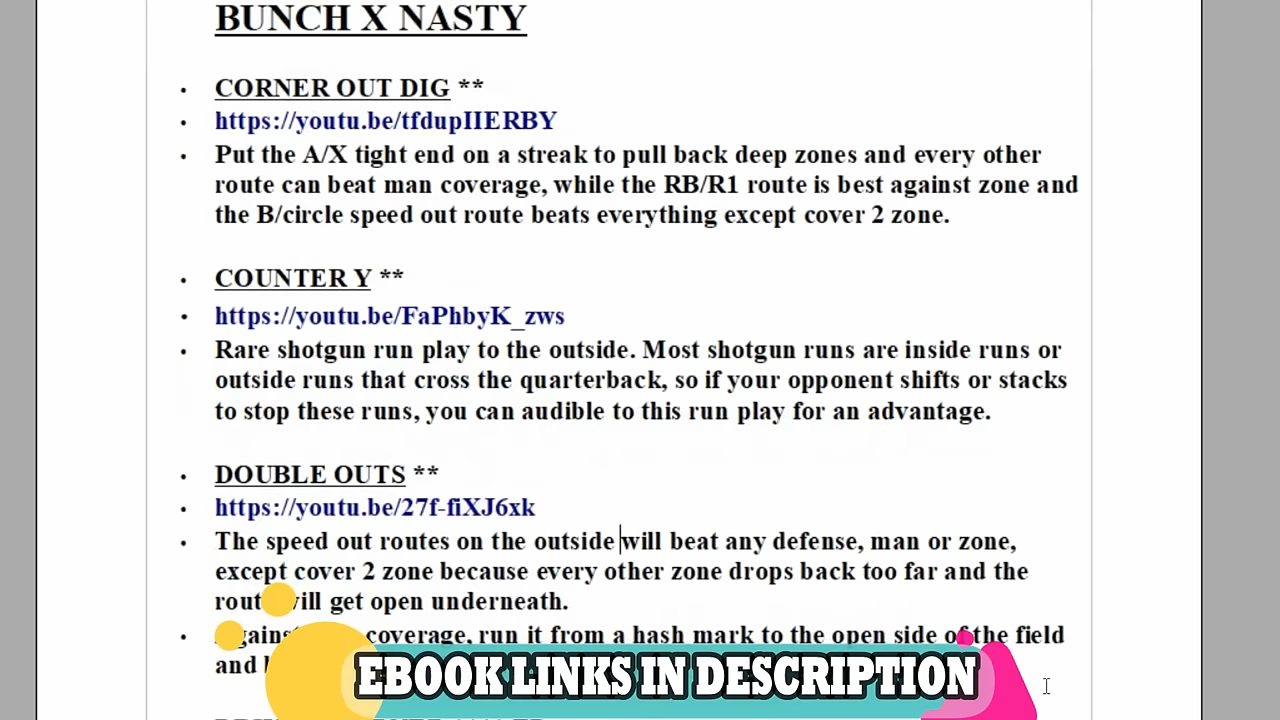 BUNCH X NASTY
• CORNER OUT DIG **
• https://youtu.be/tfdupIIERBY
• Put the A/X tight end on a streak to pull back deep zones and every other
route can beat man coverage, while the RB/R1 route is best against zone and
the B/circle speed out route beats everything except cover 2 zone.
• COUNTER Y **
• https://youtu.be/FaPhbyK_zws
• Rare shotgun run play to the outside. Most shotgun runs are inside runs or
outside runs that cross the quarterback, so if your opponent shifts or stacks
to stop these runs, you can audible to this run play for an advantage.
• DOUBLE OUTS **
• https://youtu.be/27f-fiXJ6xk
• The speed out routes on the outside will beat any defense, man or zone,
except cover 2 zone because every other zone drops back too far and the
will get open underneath.
• coverage, run it from a hash mark to the open side of the field
and
EBOOK LINKS IN DESCRIPTION